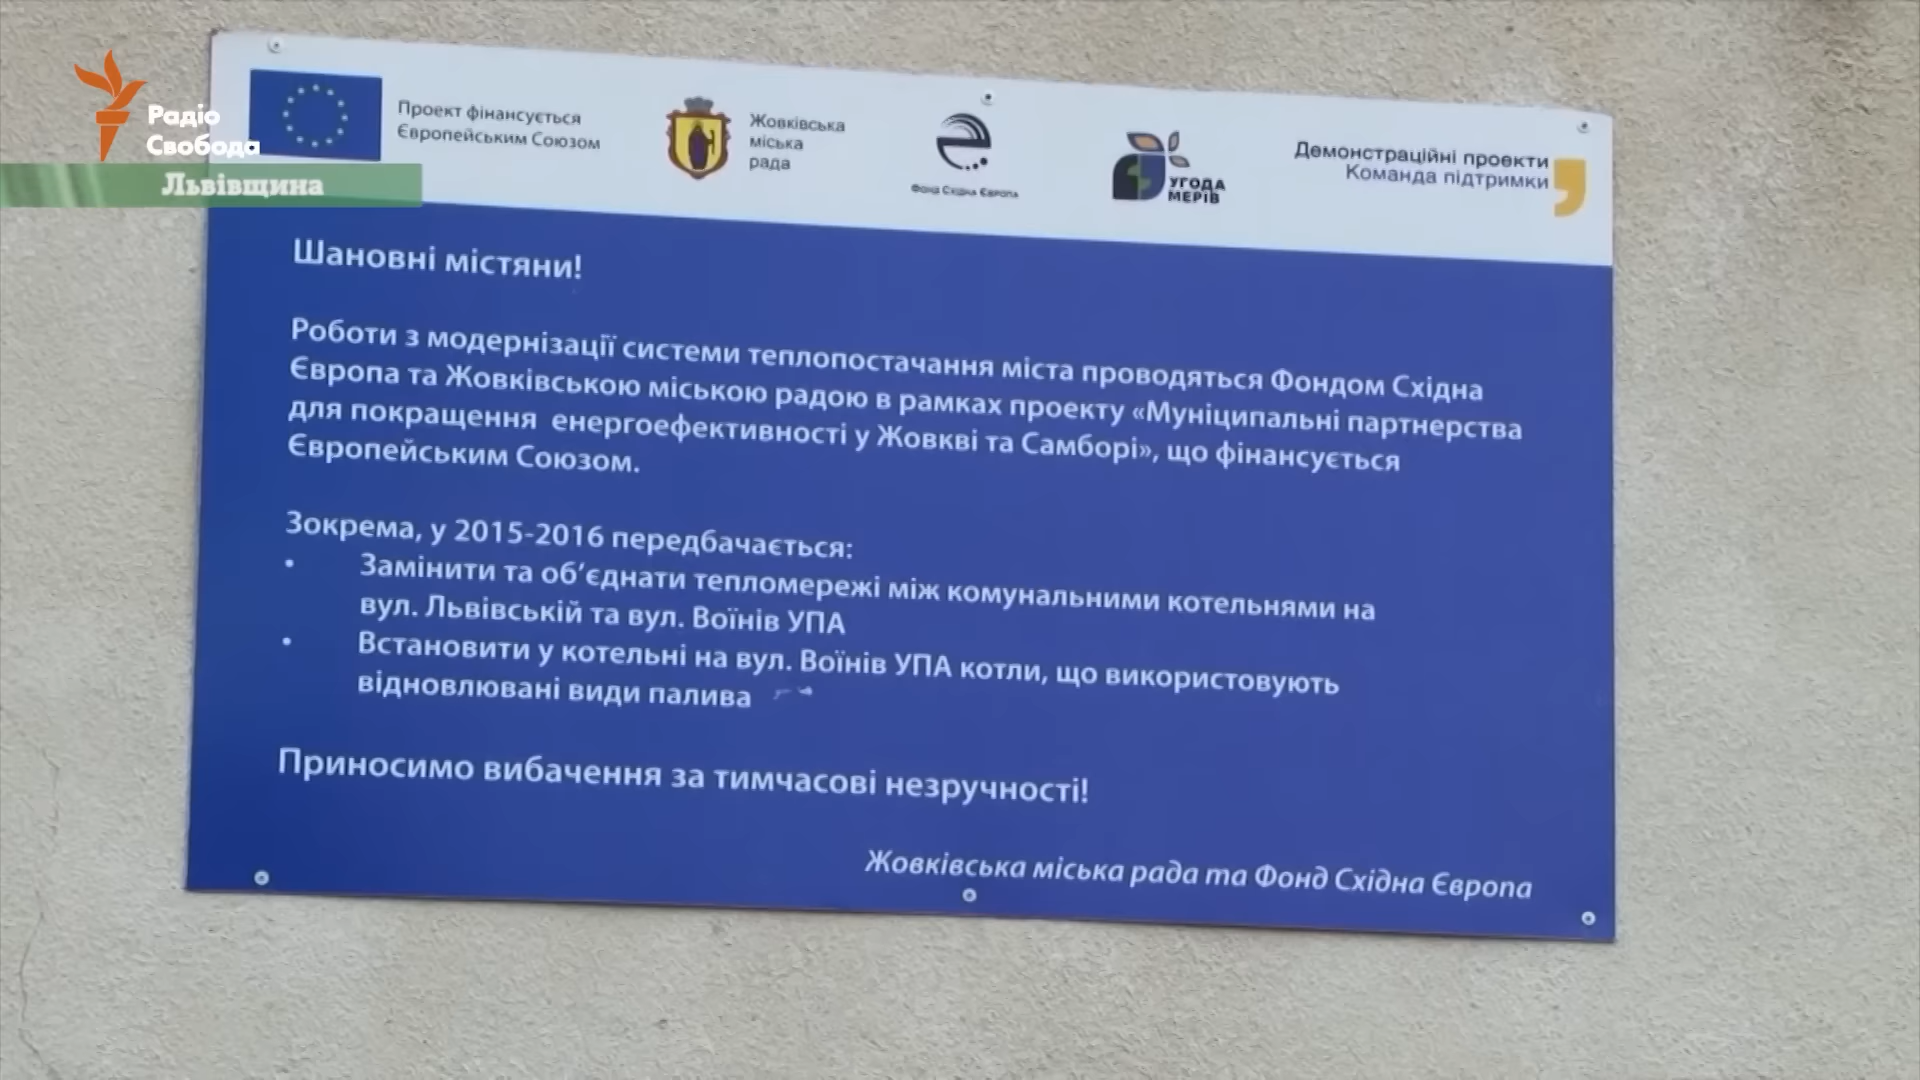 Радіо
Свобода
Львівщина
Проект фінансується
Європейським Союзом
Жовківська
міська
рада
Фонд Східна Європа
УГОДА
МЕРІВ
Демонстраційні проекти
Команда підтримки
Шановні містяни!
Роботи з модернізації системи теплопостачання міста проводяться Фондом Східна
Європа та Жовківською міською радою в рамках проекту «Муніципальні партнерства
для покращення енергоефективності у Жовкві та Самборі», що фінансується
Європейським Союзом.
Зокрема, у 2015-2016 передбачається:
• Замінити та об’єднати тепломережі між комунальними котельнями на
вул. Львівській та вул. Воїнів УПА
• Встановити у котельні на вул. Воїнів УПА котли, що використовують
відновлювані види палива
Приносимо вибачення за тимчасові незручності!
Жовківська міська рада та Фонд Східна Європа